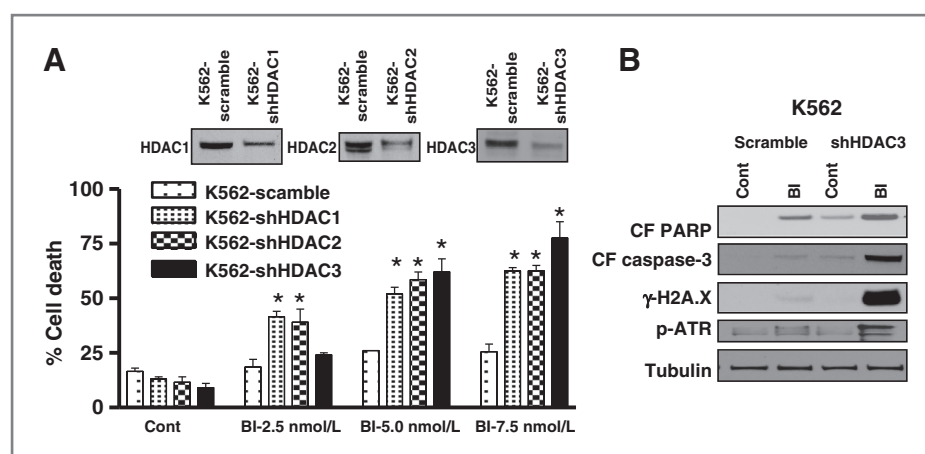 A
K562-scramble
K562-shHDAC1
K562-scramble
K562-shHDAC2
K562-scramble
K562-shHDAC3
HDAC1
HDAC2
HDAC3
100
75
50
25
0
% Cell death
K562-scamble
K562-shHDAC1
K562-shHDAC2
K562-shHDAC3
* *
* * *
* * *
Cont
BI-2.5 nmol/L
BI-5.0 nmol/L
BI-7.5 nmol/L
B
K562
Scramble
shHDAC3
Cont
BI
Cont
BI
CF PARP
CF caspase-3
γ-H2A.X
p-ATR
Tubulin